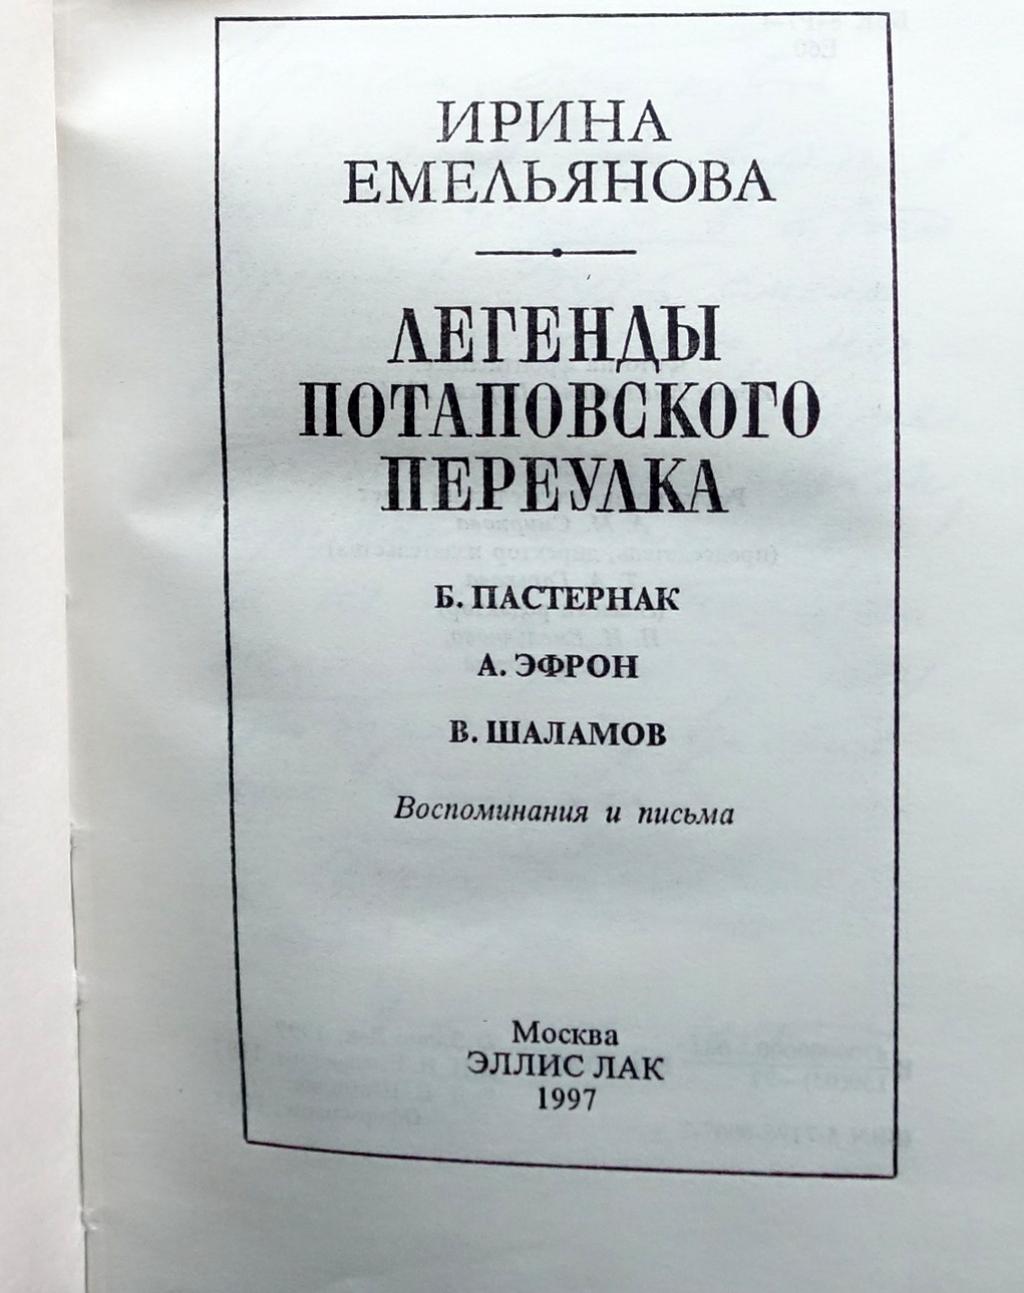 ИРИНА
ЕМЕЛЬЯНОВА
ЛЕГЕНДЫ
ПОТАПОВСКОГО
ПЕРЕУЛКА
Б. ПАСТЕРНАК
А. ЭФРОН
В. ШАЛАМОВ
Воспоминания и письма
Москва
ЭЛЛИС ЛАК
1997